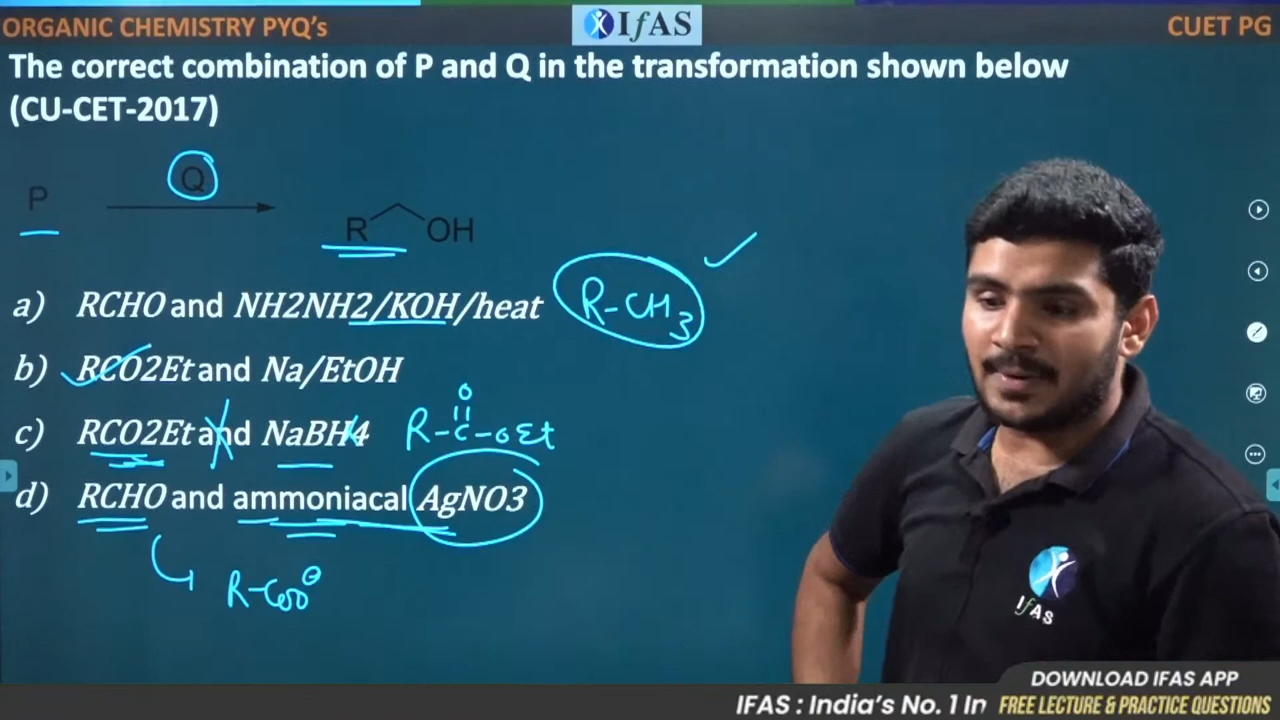 ORGANIC CHEMISTRY PYQ's
IFAS
CUET PG
The correct combination of P and Q in the transformation shown below
(CU-CET-2017)
P
Q
R OH
a) RCHO and NH2NH2/KOH/heat
R-CH3
b) RCO2Et and Na/EtOH
c) RCO2Et and NaBH4
O
R-C-OEt
d) RCHO and ammoniacal AgNO3
R-COO⊖
IfAS
DOWNLOAD IFAS APP
IFAS : India's No. 1 In
FREE LECTURE & PRACTICE QUESTIONS